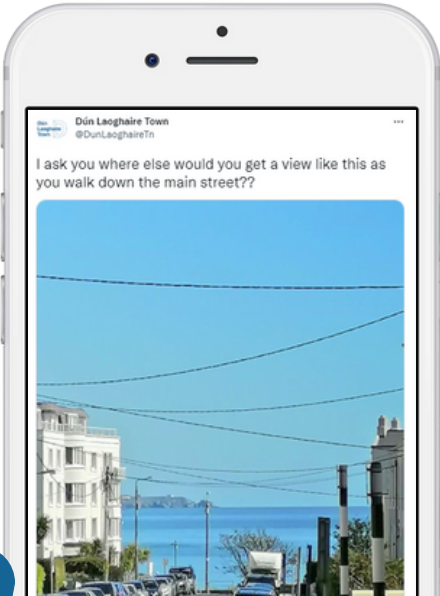 Dún Laoghaire Town
@DunLaoghaireTn
I ask you where else would you get a view like this as
you walk down the main street??